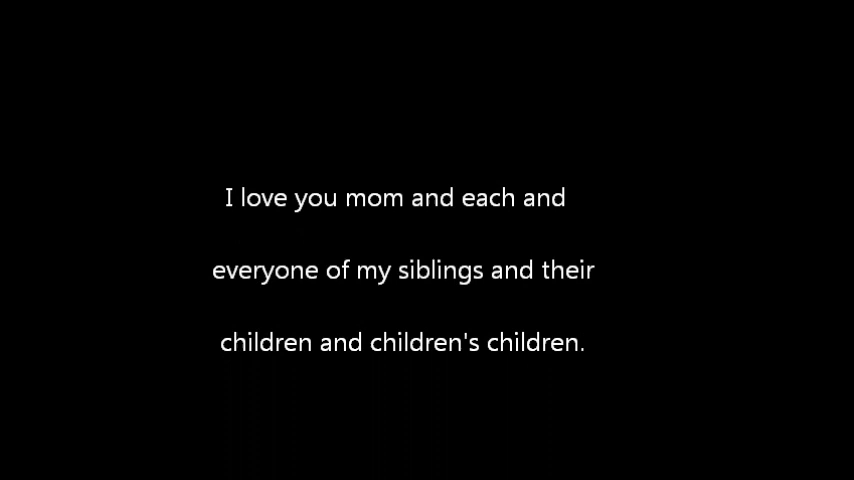 I love you mom and each and
everyone of my siblings and their
children and children's children.